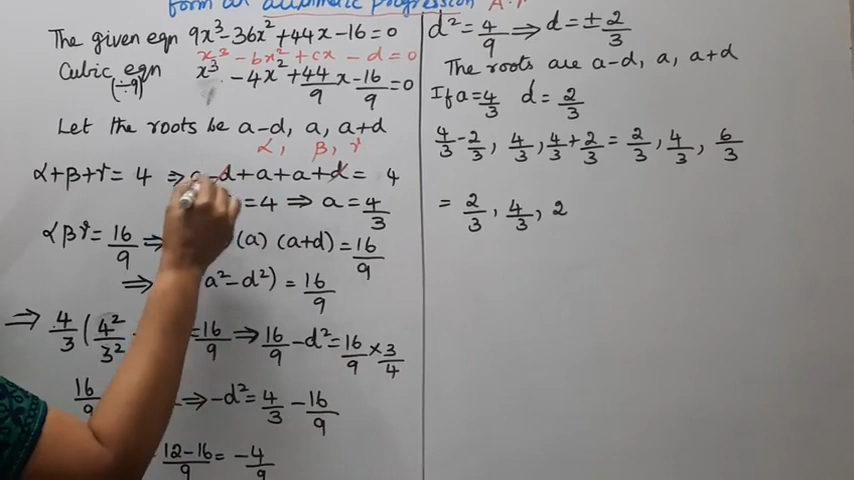 form an arithmetic progression A.P
The given eqn 9x³-36x²+44x-16=0
x³-bx²+cx-d=0
Cubic eqn x³-4x²+44/9x-16/9=0
(÷9)
Let the roots be a-d, a, a+d
α, β, γ
α+β+γ=4 ⇒ a-d+a+a+d=4
=4 ⇒ a=4/3
αβγ=16/9 ⇒ (a)(a+d)=16/9
⇒ a²-d²)=16/9
⇒ 4/3(4²/3² =16/9 ⇒ 16/9-d²=16/9×3/4
16/9 ⇒ -d²=4/3-16/9
12-16/9=-4/9
d²=4/9 ⇒ d=±2/3
The roots are a-d, a, a+d
If a=4/3 d=2/3
4/3-2/3, 4/3, 4/3+2/3=2/3, 4/3, 6/3
=2/3, 4/3, 2